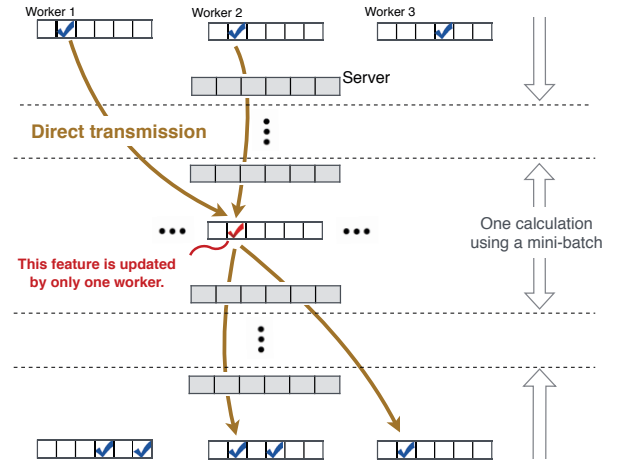 Worker 1
Worker 2
Worker 3
Server
Direct transmission
One calculation
using a mini-batch
This feature is updated
by only one worker.